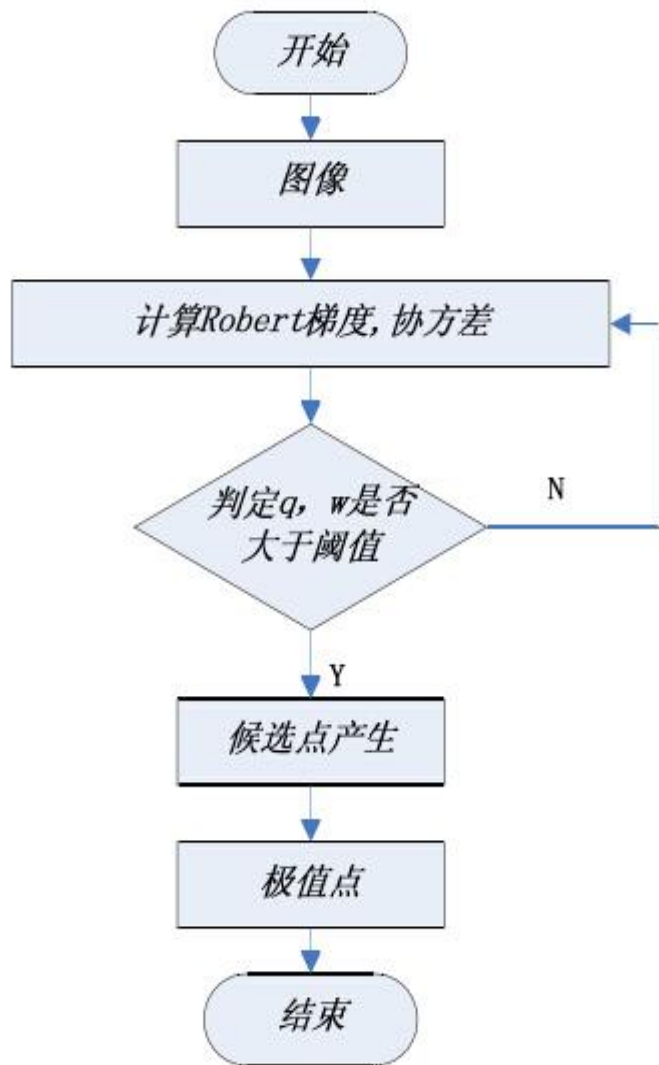 开始
图像
计算Robert梯度,协方差
判定q，w是否
大于阈值
N
Y
候选点产生
极值点
结束